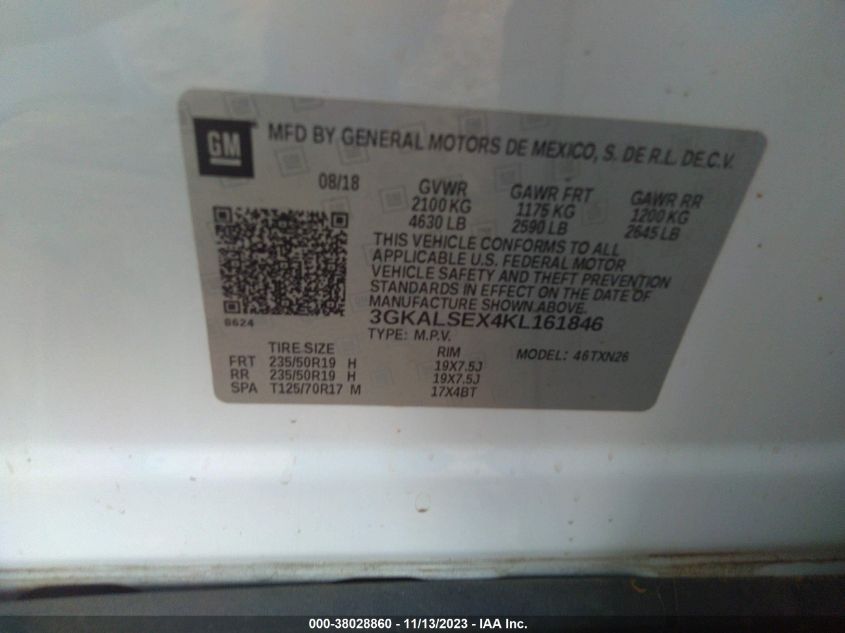 GM
MFD BY GENERAL MOTORS DE MEXICO, S. DE R.L. DE C.V.
08/18 GVWR GAWR FRT GAWR RR
2100 KG 1175 KG 1200 KG
4630 LB 2590 LB 2645 LB
THIS VEHICLE CONFORMS TO ALL
APPLICABLE U.S. FEDERAL MOTOR
VEHICLE SAFETY AND THEFT PREVENTION
STANDARDS IN EFFECT ON THE DATE OF
MANUFACTURE SHOWN ABOVE.
6624 3GKALSEX4KL161846
TYPE: M.P.V.
TIRE SIZE RIM MODEL: 46TXN26
FRT 235/50R19 H 19X7.5J
RR 235/50R19 H 19X7.5J
SPA T125/70R17 M 17X4BT
000-38028860 - 11/13/2023 - IAA Inc.